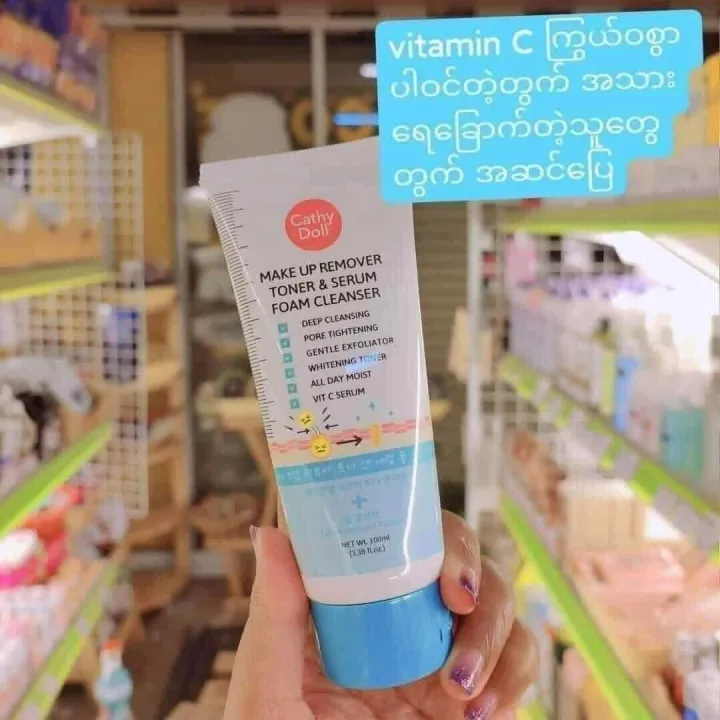 vitamin C ကြွယ်ဝစွာ
ပါဝင်တဲ့တွက် အသား
ရေခြောက်တဲ့သူတွေ
တွက် အဆင်ပြေ
Cathy
Doll
MAKE UP REMOVER
TONER & SERUM
FOAM CLEANSER
DEEP CLEANSING
PORE TIGHTENING
GENTLE EXFOLIATOR
WHITENING TONER
ALL DAY MOIST
VIT C SERUM
NET WT. 100ml
(3.38 fl.oz.)